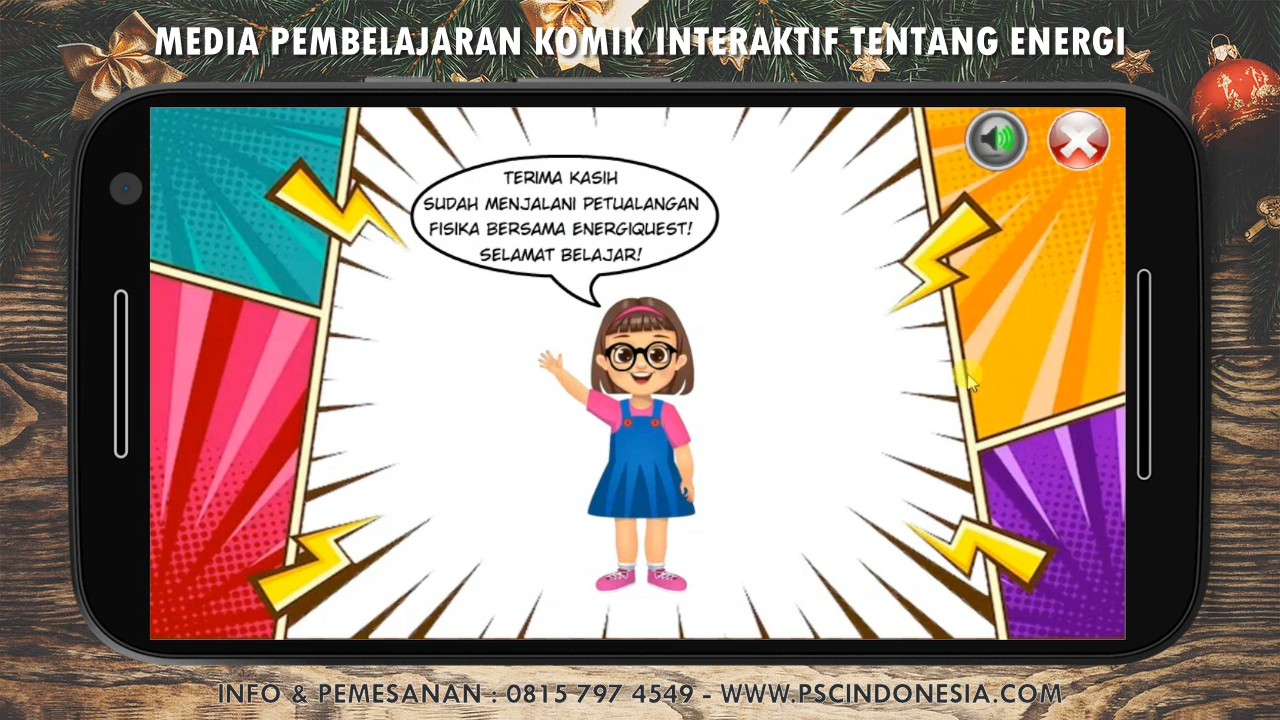 MEDIA PEMBELAJARAN KOMIK INTERAKTIF TENTANG ENERGI
TERIMA KASIH
SUDAH MENJALANI PETUALANGAN
FISIKA BERSAMA ENERGIQUEST!
SELAMAT BELAJAR!
INFO & PEMESANAN : 0815 797 4549 - WWW.PSCINDONESIA.COM